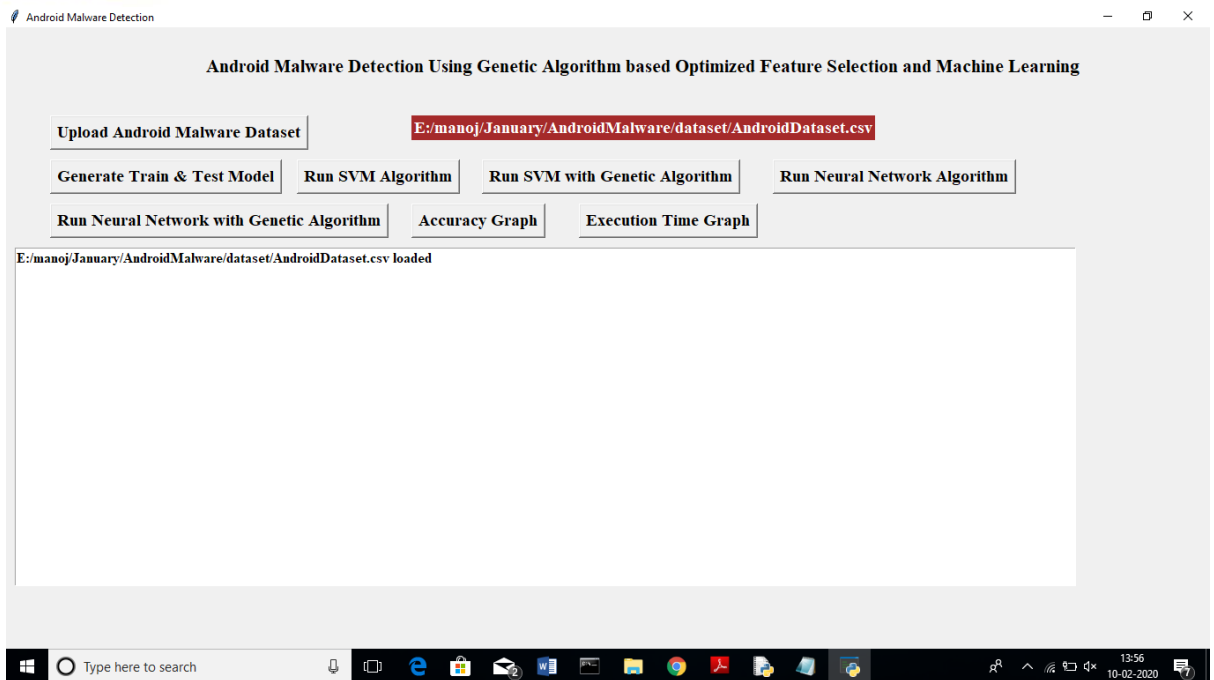 Android Malware Detection
Android Malware Detection Using Genetic Algorithm based Optimized Feature Selection and Machine Learning
Upload Android Malware Dataset
E:/manoj/January/AndroidMalware/dataset/AndroidDataset.csv
Generate Train & Test Model
Run SVM Algorithm
Run SVM with Genetic Algorithm
Run Neural Network Algorithm
Run Neural Network with Genetic Algorithm
Accuracy Graph
Execution Time Graph
E:/manoj/January/AndroidMalware/dataset/AndroidDataset.csv loaded
Type here to search
2
13:56
10-02-2020
7